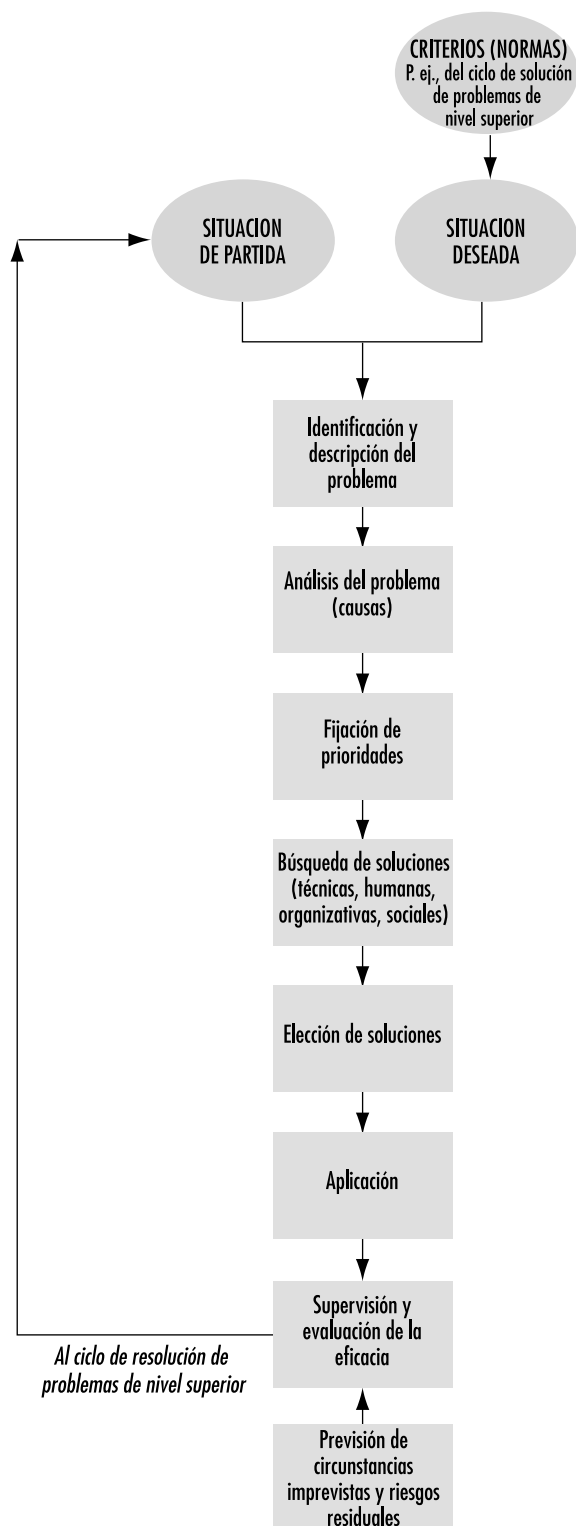 CRITERIOS (NORMAS)
P. ej., del ciclo de solución
de problemas de
nivel superior
SITUACION
DE PARTIDA
SITUACION
DESEADA
Identificación y
descripción del
problema
Análisis del problema
(causas)
Fijación de
prioridades
Búsqueda de soluciones
(técnicas, humanas,
organizativas, sociales)
Elección de soluciones
Aplicación
Supervisión y
evaluación de la
eficacia
Al ciclo de resolución de
problemas de nivel superior
Previsión de
circunstancias
imprevistas y riesgos
residuales